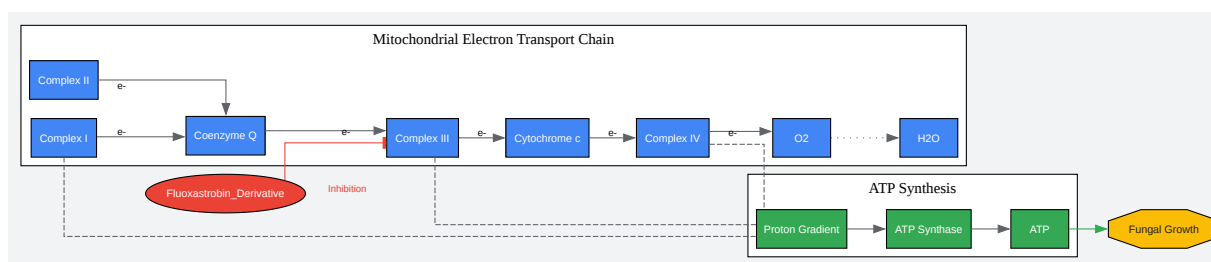 Mitochondrial Electron Transport Chain
Complex II
e-
Complex I
e-
Coenzyme Q
e-
Complex III
e-
Cytochrome c
e-
Complex IV
e-
O2
H2O
Fluoxastrobin_Derivative
Inhibition
ATP Synthesis
Proton Gradient
ATP Synthase
ATP
Fungal Growth